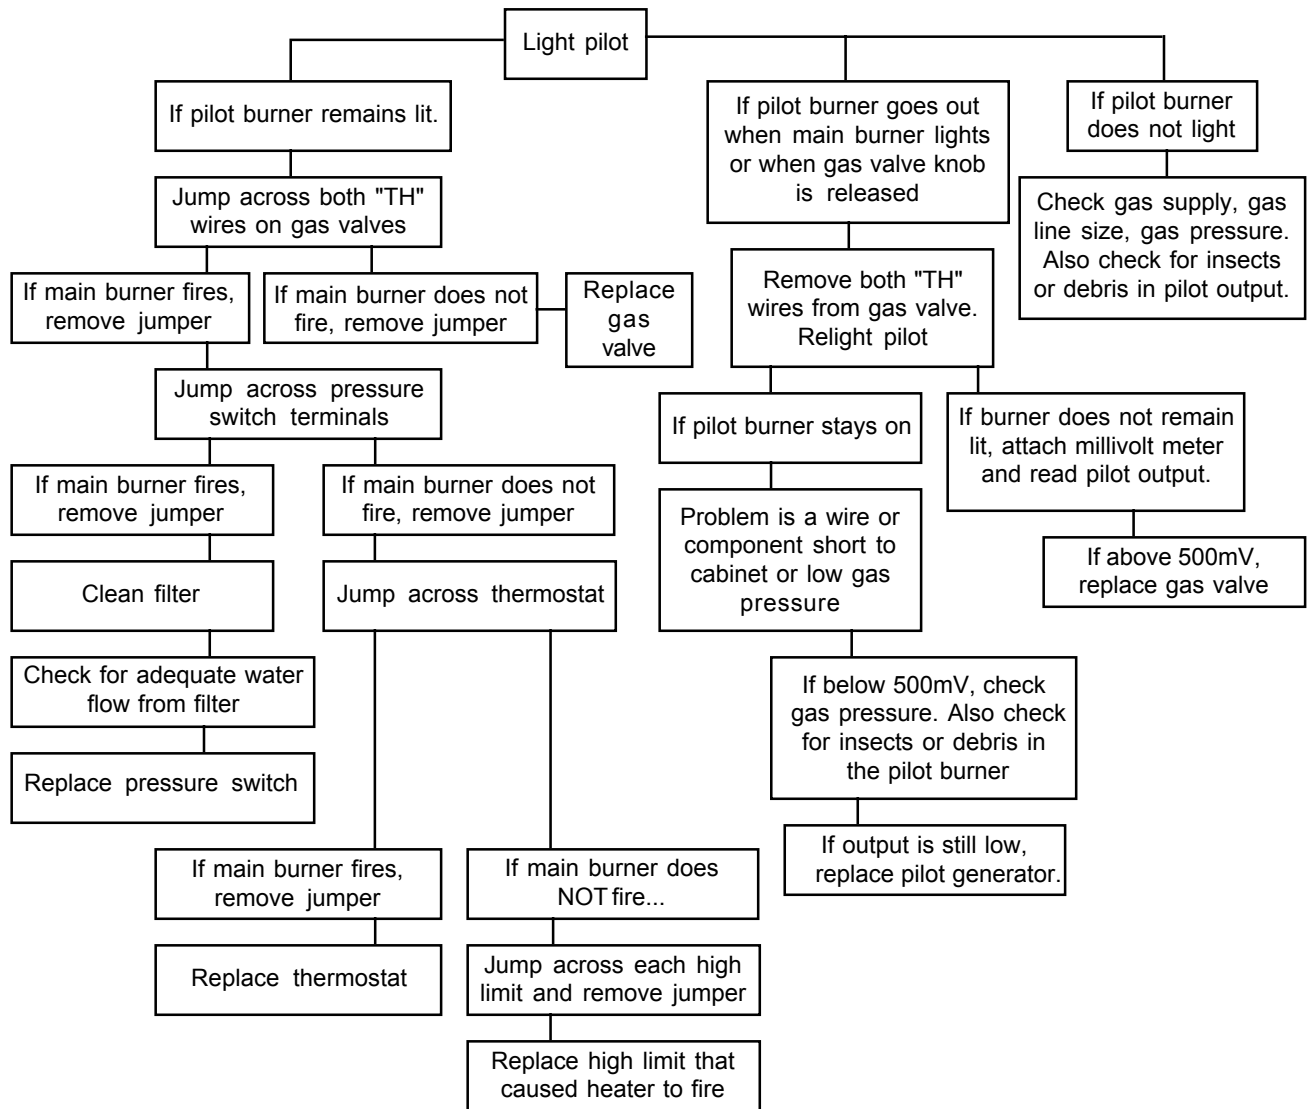 Light pilot
If pilot burner remains lit.
If pilot burner goes out
when main burner lights
or when gas valve knob
is released
If pilot burner
does not light
Jump across both "TH"
wires on gas valves
Check gas supply, gas
line size, gas pressure.
Also check for insects
or debris in pilot output.
If main burner fires,
remove jumper
If main burner does not
fire, remove jumper
Replace
gas
valve
Remove both "TH"
wires from gas valve.
Relight pilot
Jump across pressure
switch terminals
If pilot burner stays on
If burner does not remain
lit, attach millivolt meter
and read pilot output.
If main burner fires,
remove jumper
If main burner does not
fire, remove jumper
Problem is a wire or
component short to
cabinet or low gas
pressure
If above 500mV,
replace gas valve
Clean filter
Jump across thermostat
Check for adequate water
flow from filter
If below 500mV, check
gas pressure. Also check
for insects or debris in
the pilot burner
Replace pressure switch
If output is still low,
replace pilot generator.
If main burner fires,
remove jumper
If main burner does
NOT fire...
Replace thermostat
Jump across each high
limit and remove jumper
Replace high limit that
caused heater to fire